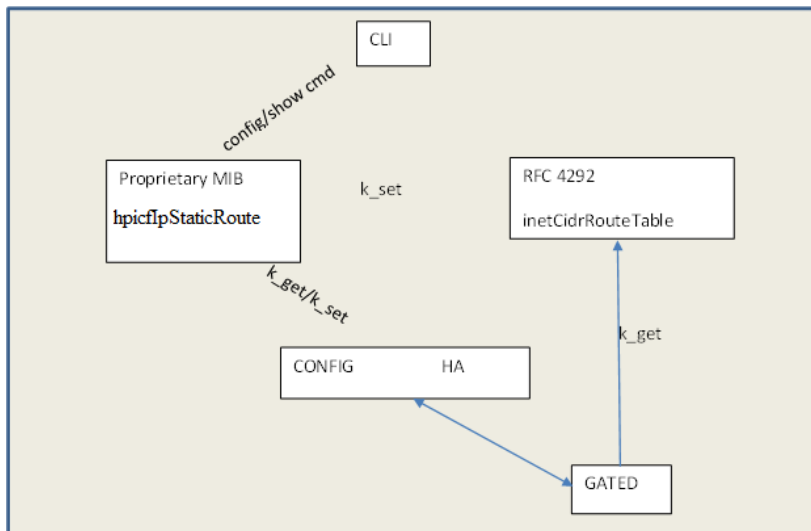 CLI
config/show cmd
Proprietary MIB
hpicfIpStaticRoute
k_set
RFC 4292
inetCidrRouteTable
k_get/k_set
k_get
CONFIG HA
GATED